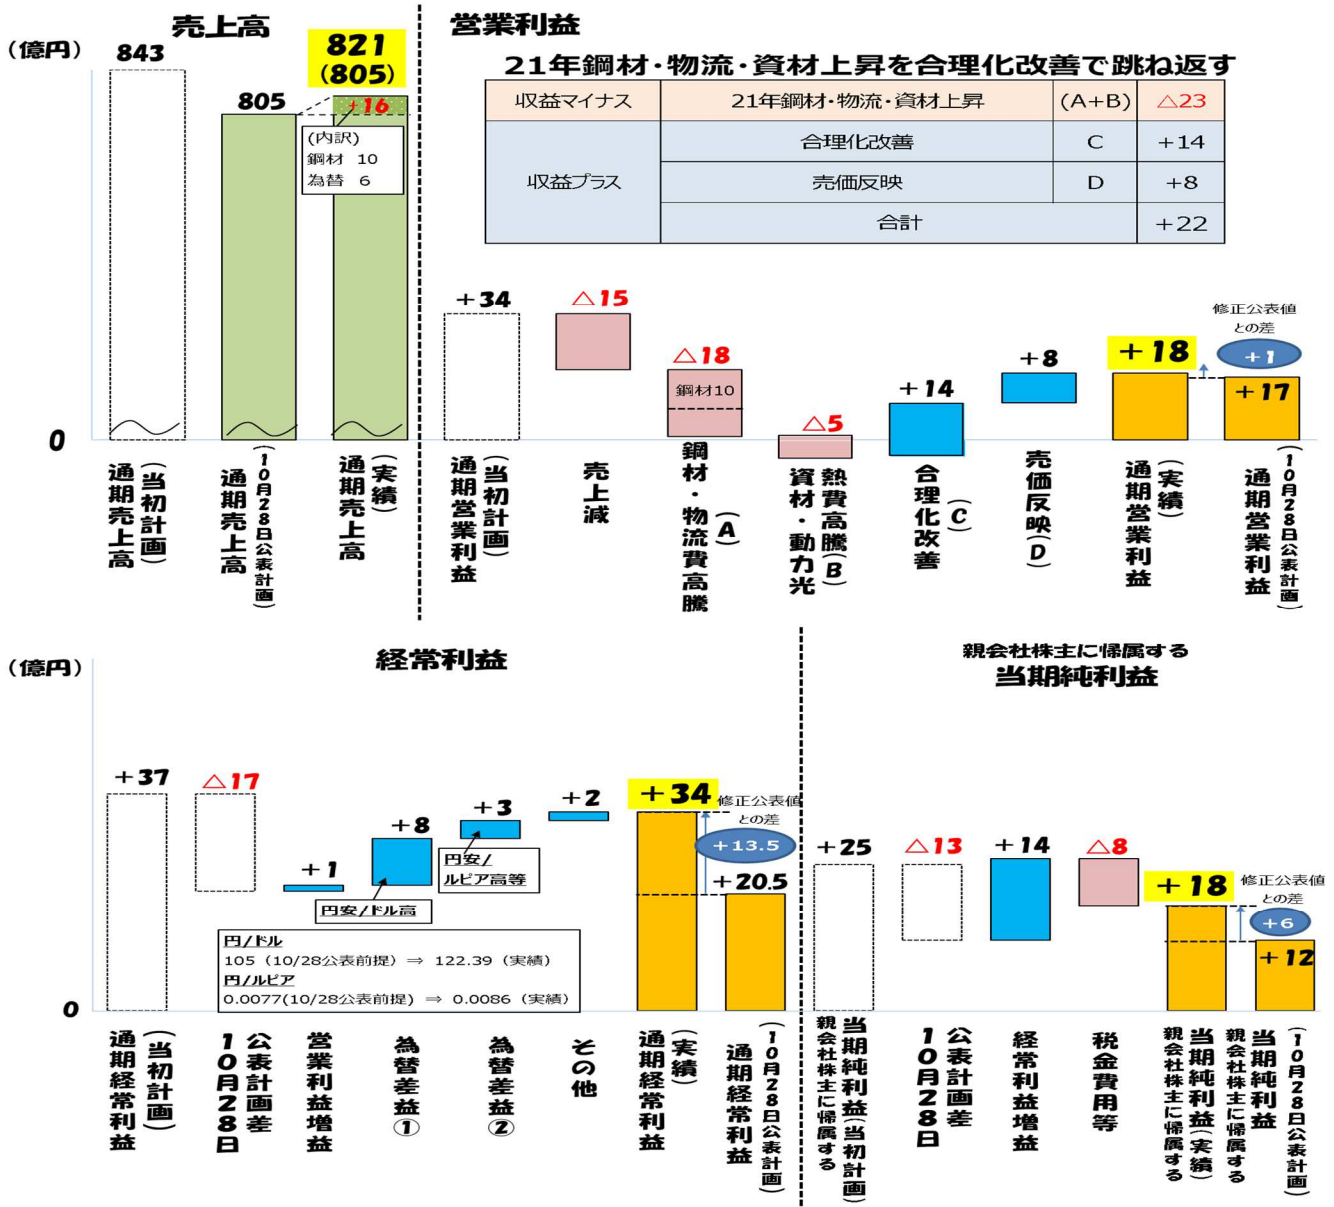 売上高
(億円)
843
805
821
(805)
+16
(内訳)
鋼材 10
為替 6
0
通期売上高
(当初計画)
通期売上高
(10月28日公表計画)
通期売上高
(実績)
営業利益
21年鋼材・物流・資材上昇を合理化改善で跳ね返す
収益マイナス 21年鋼材・物流・資材上昇 (A+B) △23
収益プラス 合理化改善 C +14
売価反映 D +8
合計 +22
+34
△15
△18
鋼材10
△5
+14
+8
+18
修正公表値
との差
+1
+17
通期営業利益
(当初計画)
売上減
鋼材・物流費高騰
(A)
資材・動力光
熱費高騰(B)
合理化改善
(C)
売価反映(D)
通期営業利益
(実績)
通期営業利益
(10月28日公表計画)
(億円)
経常利益
+37
△17
+1
+8
+3
+2
+34
修正公表値
との差
+13.5
+20.5
円安/
ルピア高等
円安/ドル高
円/ドル
105 (10/28公表前提) ⇒ 122.39 (実績)
円/ルピア
0.0077(10/28公表前提) ⇒ 0.0086 (実績)
0
通期経常利益
(当初計画)
10月28日
公表計画差
営業利益増益
為替差益①
為替差益②
その他
通期経常利益
(実績)
通期経常利益
(10月28日公表計画)
親会社株主に帰属する
当期純利益
+25
△13
+14
△8
+18
修正公表値
との差
+6
+12
親会社株主に帰属する
当期純利益(当初計画)
10月28日
公表計画差
経常利益増益
税金費用等
親会社株主に帰属する
当期純利益(実績)
親会社株主に帰属する
当期純利益
(10月28日公表計画)